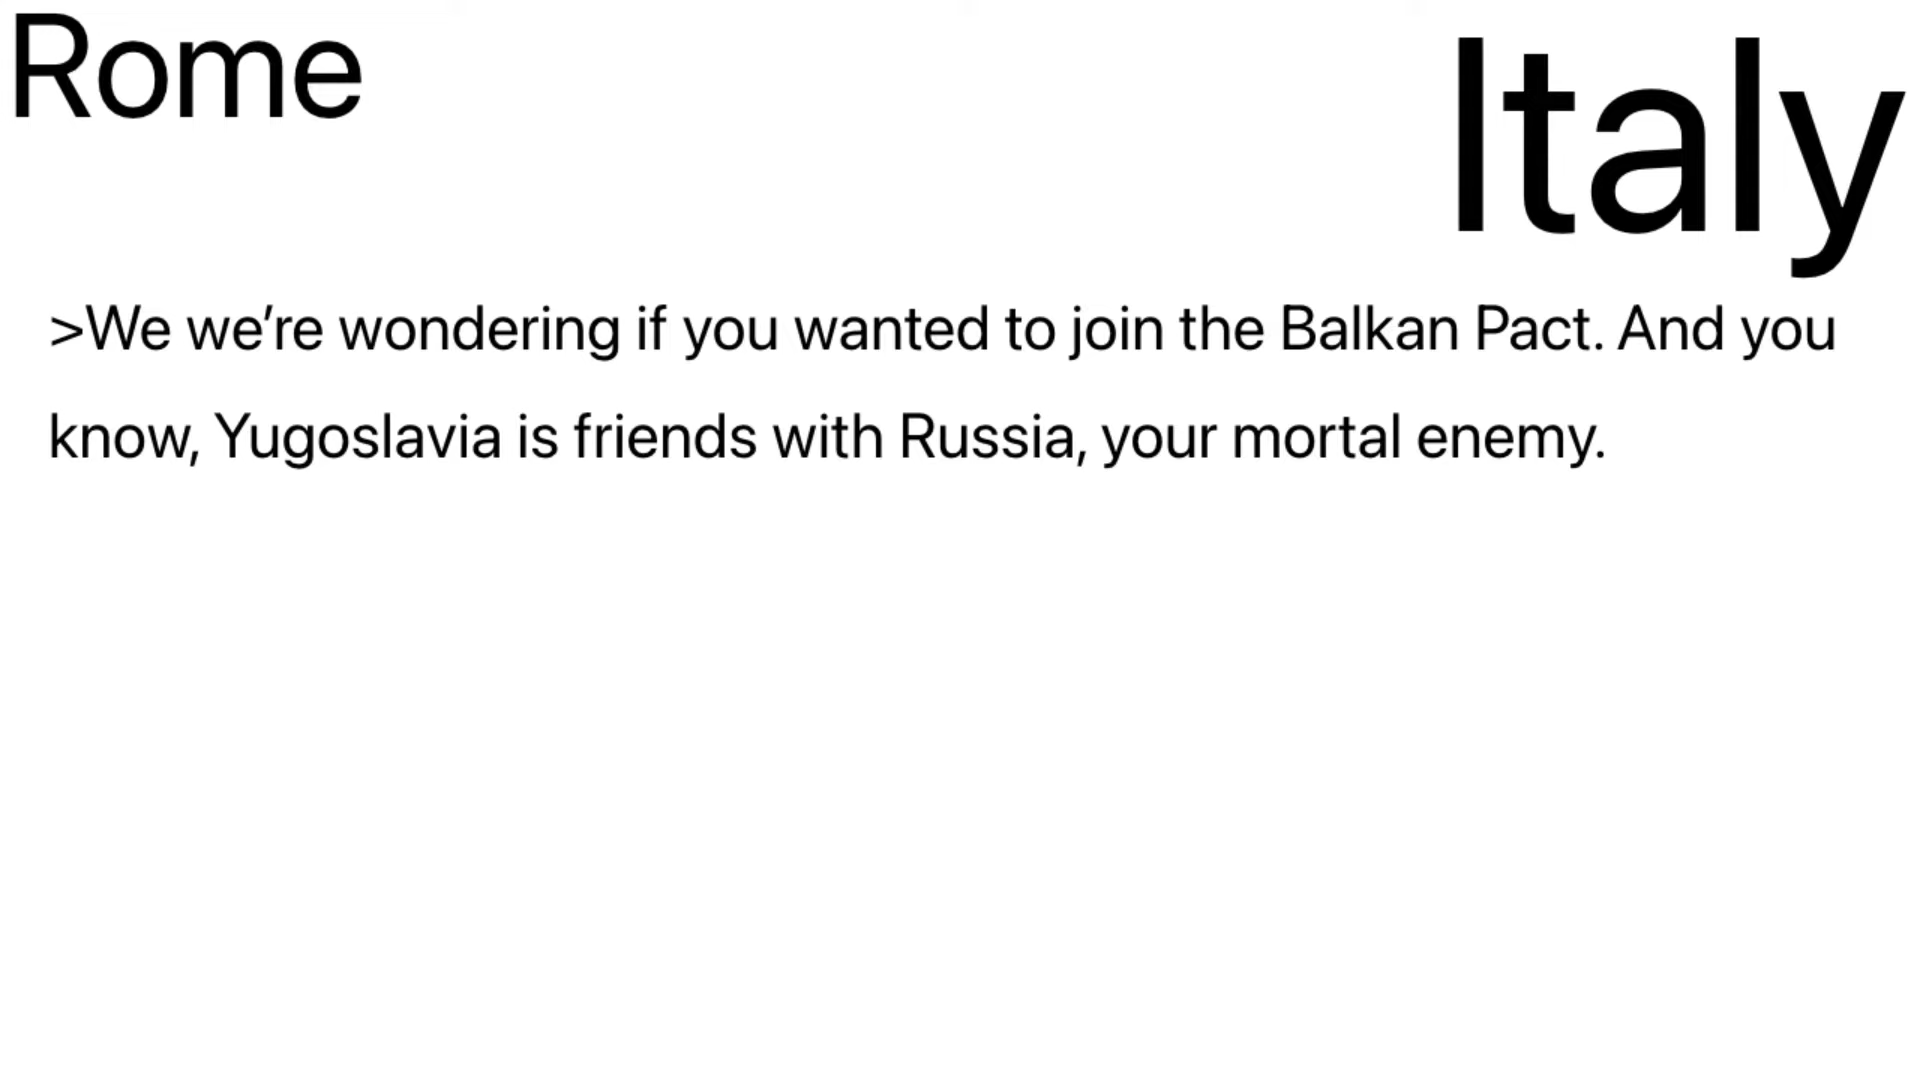 Rome
Italy
>We we’re wondering if you wanted to join the Balkan Pact. And you
know, Yugoslavia is friends with Russia, your mortal enemy.